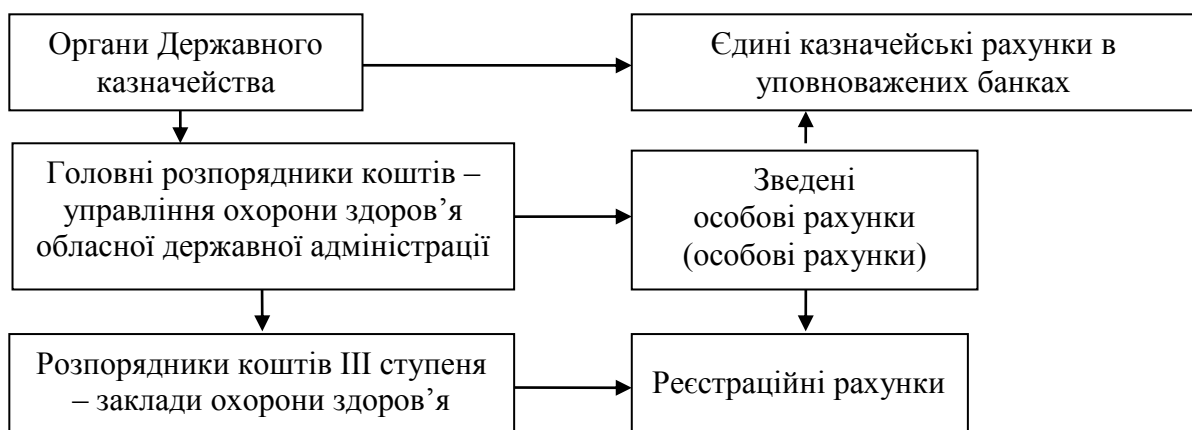 Органи Державного
казначейства
Єдині казначейські рахунки в
уповноважених банках
Головні розпорядники коштів –
управління охорони здоров’я
обласної державної адміністрації
Зведені
особові рахунки
(особові рахунки)
Розпорядники коштів ІІІ ступеня
– заклади охорони здоров’я
Реєстраційні рахунки